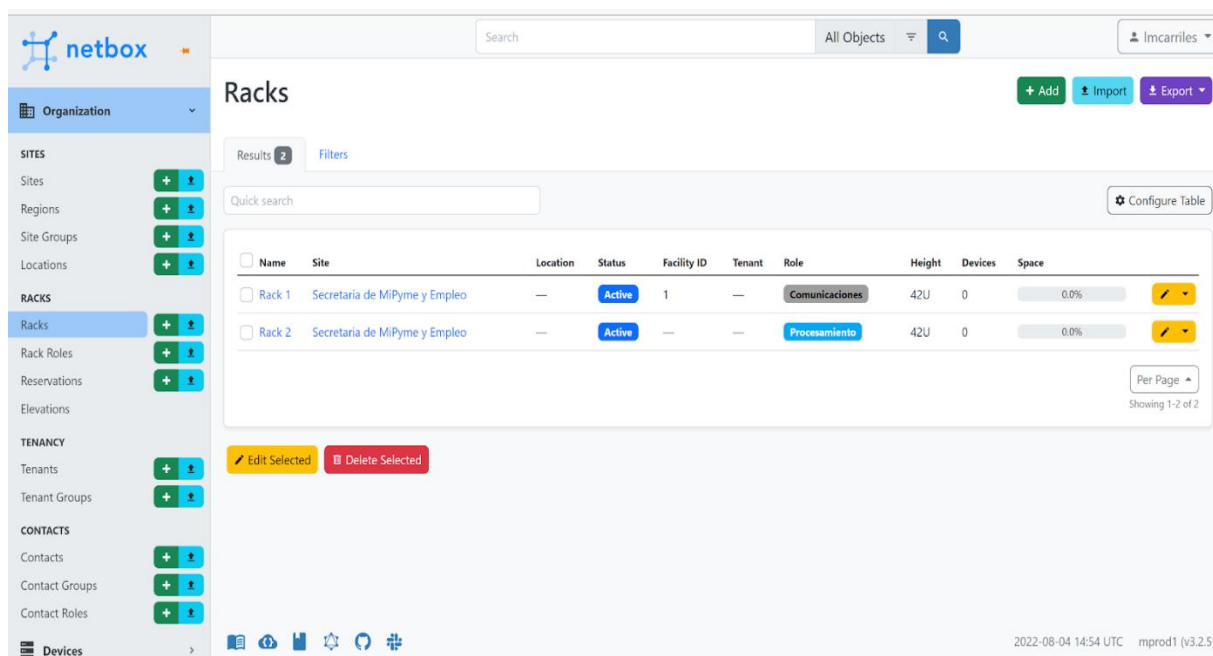 netbox
Search
All Objects
lmcarriles
Organization
Racks
+ Add
Import
Export
SITES
Results 2
Filters
Sites
Quick search
Configure Table
Regions
Site Groups
Locations
Name Site Location Status Facility ID Tenant Role Height Devices Space
RACKS
Rack 1 Secretaría de MiPyme y Empleo — Active 1 — Comunicaciones 42U 0 0.0%
Racks
Rack 2 Secretaria de MiPyme y Empleo — Active — — Procesamiento 42U 0 0.0%
Rack Roles
Reservations
Per Page
Elevations
Showing 1-2 of 2
TENANCY
Edit Selected
Delete Selected
Tenants
Tenant Groups
CONTACTS
Contacts
Contact Groups
Contact Roles
Devices
2022-08-04 14:54 UTC mprod1 (v3.2.5